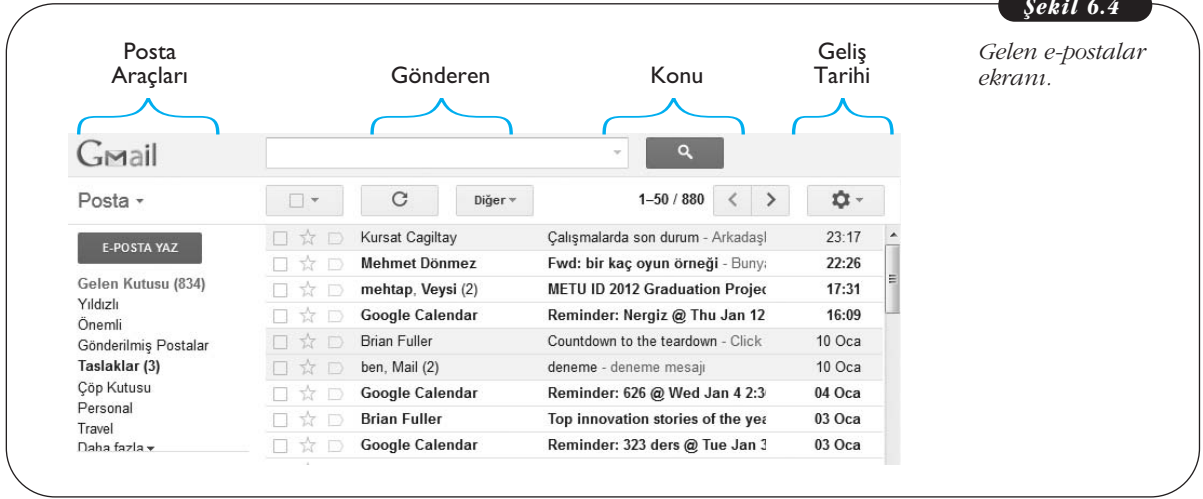 Şekil 6.4
Gelen e-postalar
ekranı.
Posta
Araçları
Gönderen
Konu
Geliş
Tarihi
Gmail
Posta
Diğer
1–50 / 880
E-POSTA YAZ
Gelen Kutusu (834)
Yıldızlı
Önemli
Gönderilmiş Postalar
Taslaklar (3)
Çöp Kutusu
Personal
Travel
Daha fazla
Kursat Cagiltay Çalışmalarda son durum - Arkadaşl 23:17
Mehmet Dönmez Fwd: bir kaç oyun örneği - Buny 22:26
mehtap, Veysi (2) METU ID 2012 Graduation Projec 17:31
Google Calendar Reminder: Nergiz @ Thu Jan 12 16:09
Brian Fuller Countdown to the teardown - Click 10 Oca
ben, Mail (2) deneme - deneme mesajı 10 Oca
Google Calendar Reminder: 626 @ Wed Jan 4 2:3 04 Oca
Brian Fuller Top innovation stories of the yea 03 Oca
Google Calendar Reminder: 323 ders @ Tue Jan 3 03 Oca